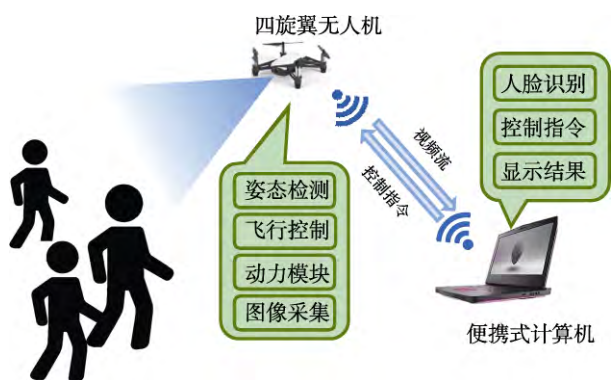 四旋翼无人机
人脸识别
控制指令
显示结果
视频流
控制指令
姿态检测
飞行控制
动力模块
图像采集
便携式计算机